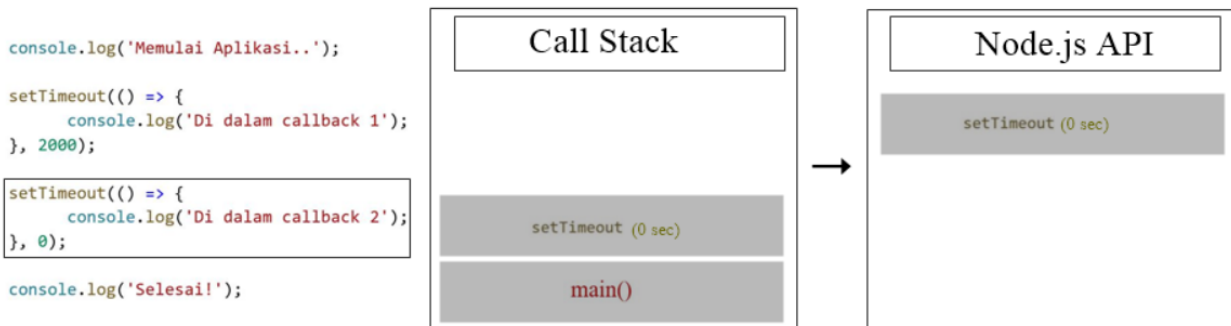 console.log('Memulai Aplikasi..');
setTimeout(() => {
console.log('Di dalam callback 1');
}, 2000);
setTimeout(() => {
console.log('Di dalam callback 2');
}, 0);
console.log('Selesai!');
Call Stack
setTimeout (0 sec)
main()
Node.js API
setTimeout (0 sec)